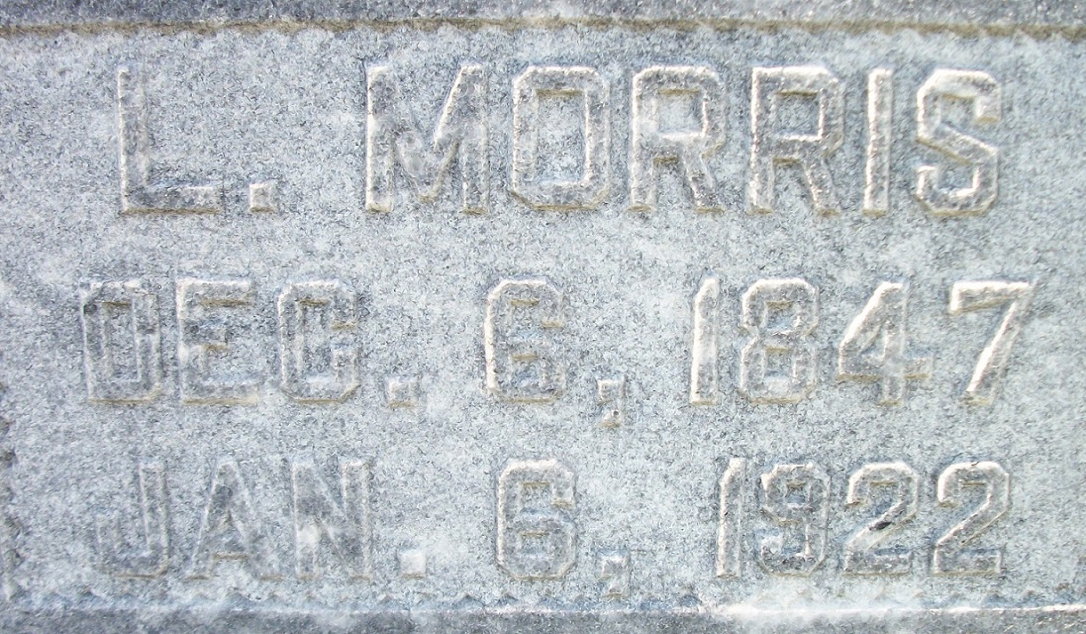 L. MORRIS
DEC. 6, 1847
JAN. 6, 1922